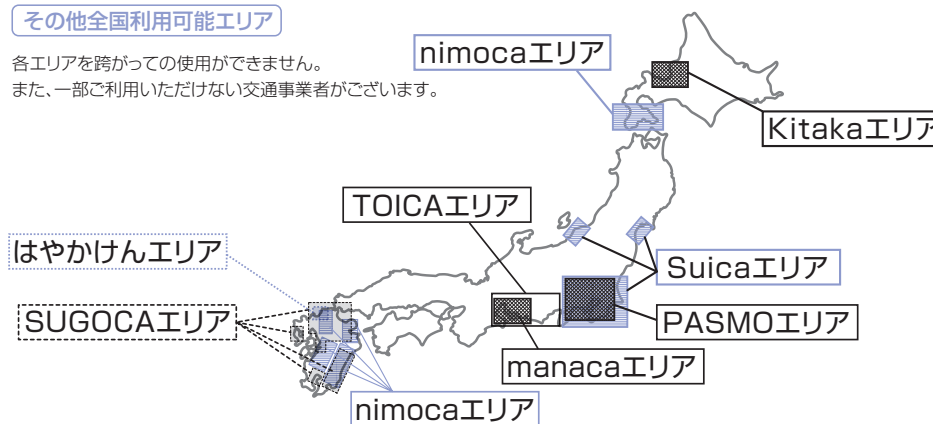 その他全国利用可能エリア
各エリアを跨がっての使用ができません。
また、一部ご利用いただけない交通事業者がございます。
nimocaエリア
Kitakaエリア
TOICAエリア
はやかけんエリア
Suicaエリア
SUGOCAエリア
PASMOエリア
manacaエリア
nimocaエリア